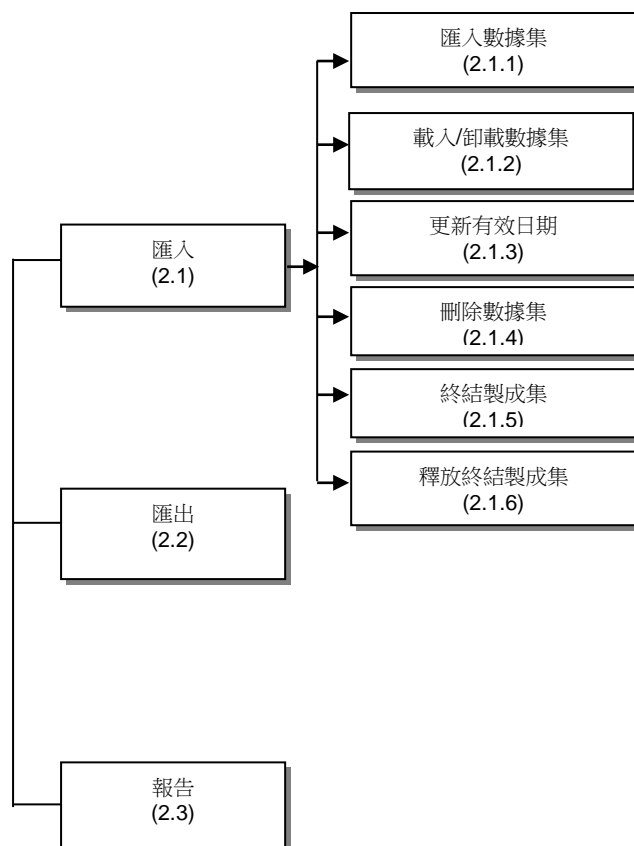 匯入數據集
(2.1.1)
載入/卸載數據集
(2.1.2)
更新有效日期
(2.1.3)
刪除數據集
(2.1.4)
終結製成集
(2.1.5)
釋放終結製成集
(2.1.6)
匯入
(2.1)
匯出
(2.2)
報告
(2.3)